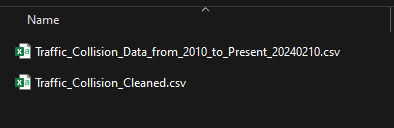 Name
Traffic_Collision_Data_from_2010_to_Present_20240210.csv
Traffic_Collision_Cleaned.csv